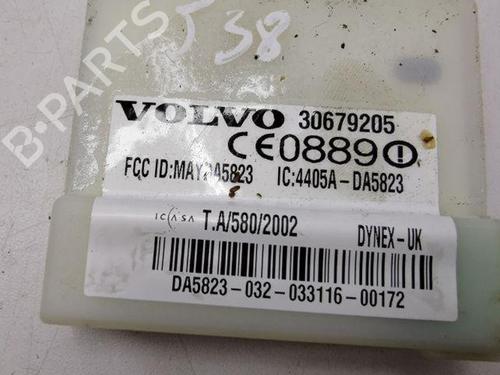 538
B-PARTS
VOLVO 30679205
CE0889
FCC ID:MAYDA5823 IC:4405A-DA5823
ICASA T.A/580/2002 DYNEX-UK
DA5823-032-033116-00172